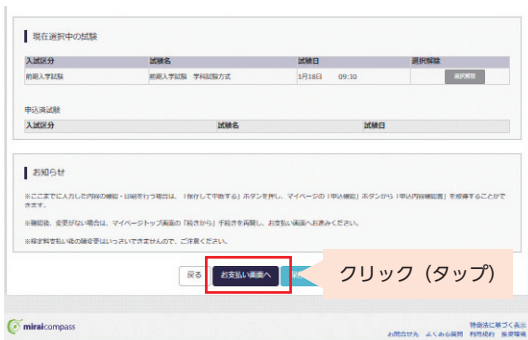 現在選択中の試験
入試区分 試験名 試験日 選択解除
前期入学試験 前期入学試験 学科試験方式 1月18日 09:30 選択解除
申込済試験
入試区分 試験名 試験日
お知らせ
※ここまでに入力した内容の確認・印刷を行う場合は、「保存して中断する」ボタンを押し、マイページの「申込確認」ボタンから「申込内容確認書」を取得することがで
きます。
※確認後、変更がない場合は、マイページトップ画面の「続きから」手続きを再開し、お支払い画面へお進みください。
※検定料支払い後の諸変更はいっさいできませんので、ご注意ください。
戻る お支払い画面へ クリック（タップ）
miraicompass
特商法に基づく表示
お問合せ先 よくある質問 利用規約 推奨環境